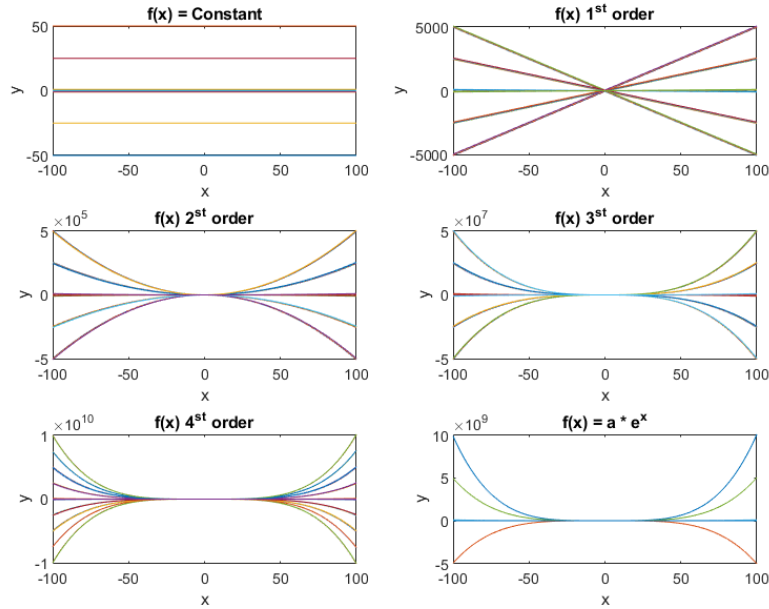 f(x) = Constant
50
0
-50
y
-100 -50 0 50 100
x
f(x) 1st order
5000
0
-5000
y
-100 -50 0 50 100
x
f(x) 2st order
×10^5
5
0
-5
y
-100 -50 0 50 100
x
f(x) 3st order
×10^7
5
0
-5
y
-100 -50 0 50 100
x
f(x) 4st order
×10^10
1
0
-1
y
-100 -50 0 50 100
x
f(x) = a * e^x
×10^9
10
5
0
-5
y
-100 -50 0 50 100
x